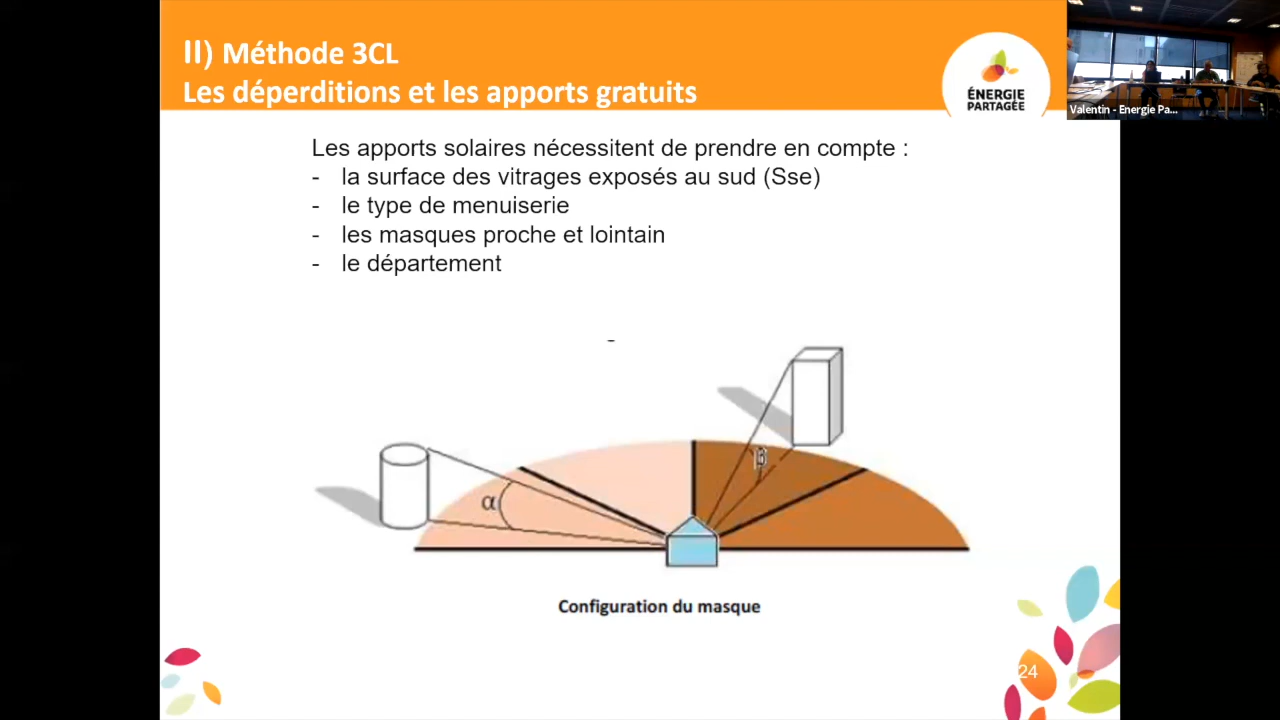 II) Méthode 3CL
Les déperditions et les apports gratuits
ÉNERGIE
PARTAGÉE
Valentin - Energie Pa...
Les apports solaires nécessitent de prendre en compte :
- la surface des vitrages exposés au sud (Sse)
- le type de menuiserie
- les masques proche et lointain
- le département
-
β
α
Configuration du masque
24